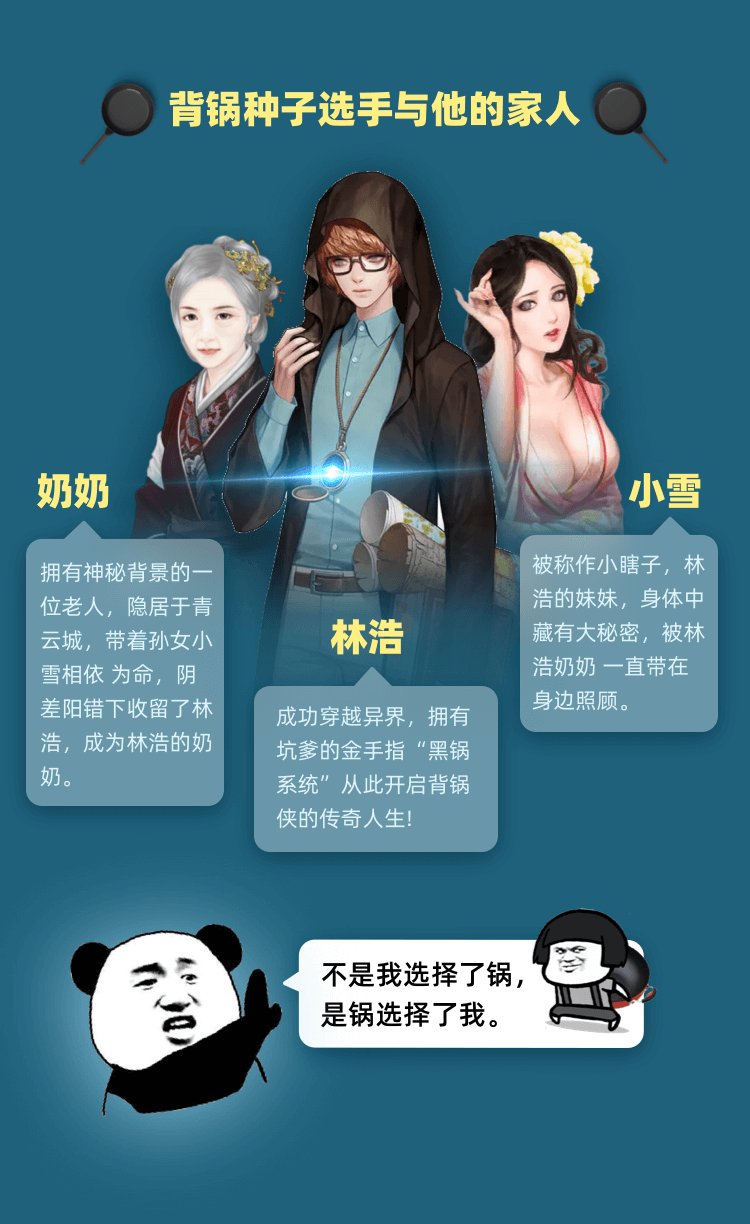 背锅种子选手与他的家人
奶奶
拥有神秘背景的一
位老人，隐居于青
云城，带着孙女小
雪相依 为命，阴
差阳错下收留了林
浩，成为林浩的奶
奶。
林浩
成功穿越异界，拥有
坑爹的金手指“黑锅
系统”从此开启背锅
侠的传奇人生!
小雪
被称作小瞎子，林
浩的妹妹，身体中
藏有大秘密，被林
浩奶奶 一直带在
身边照顾。
不是我选择了锅，
是锅选择了我。